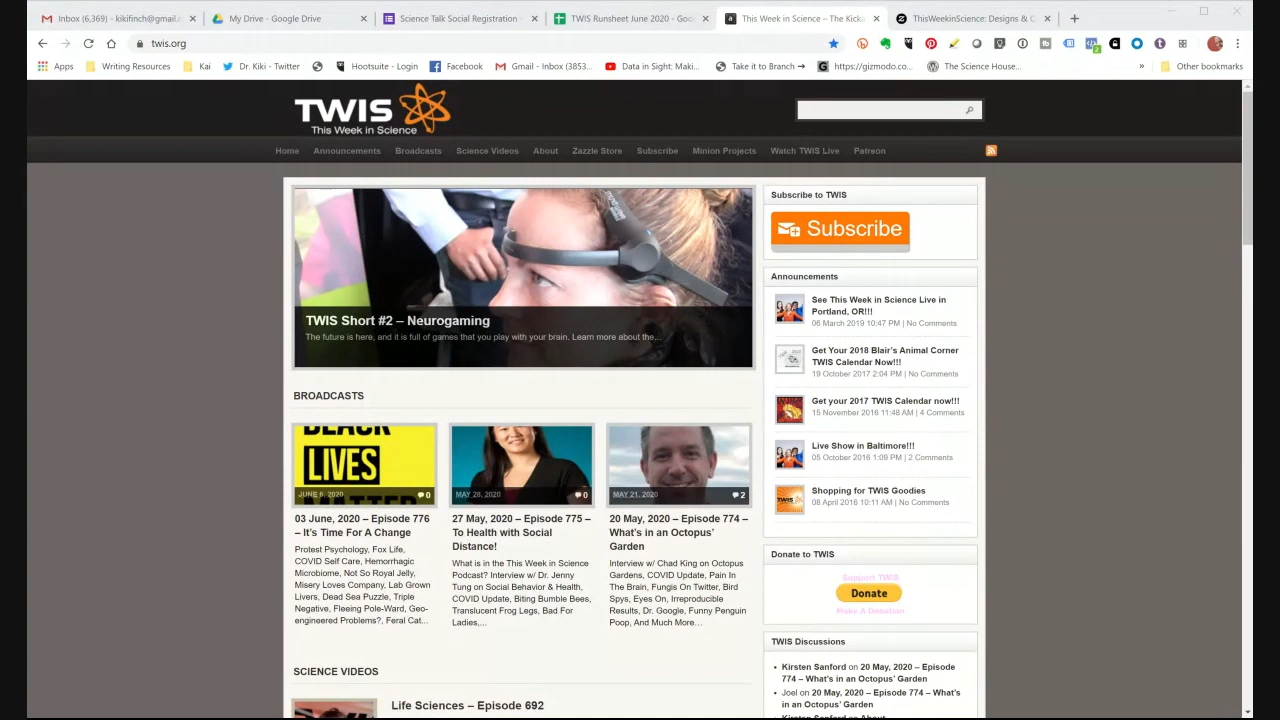 Inbox (6,369) - kikifinch@gmail.c
My Drive - Google Drive
Science Talk Social Registration -
TWIS Runsheet June 2020 - Goo
This Week in Science – The Kicka
ThisWeekinScience: Designs & C
twis.org
Apps
Writing Resources
Kai
Dr. Kiki - Twitter
Hootsuite - Login
Facebook
Gmail - Inbox (3853...
Data in Sight: Maki...
Take it to Branch →
https://gizmodo.co...
The Science House...
»
Other bookmarks
TWIS
This Week in Science
Home Announcements Broadcasts Science Videos About Zazzle Store Subscribe Minion Projects Watch TWIS Live Patreon
TWIS Short #2 – Neurogaming
The future is here, and it is full of games that you play with your brain. Learn more about the...
BROADCASTS
BLACK
LIVES
MATTER
JUNE 6, 2020
0
03 June, 2020 – Episode 776
– It's Time For A Change
Protest Psychology, Fox Life,
COVID Self Care, Hemorrhagic
Microbiome, Not So Royal Jelly,
Misery Loves Company, Lab Grown
Livers, Dead Sea Puzzle, Triple
Negative, Fleeing Pole-Ward, Geo-
engineered Problems?, Feral Cat...
MAY 28, 2020
0
27 May, 2020 – Episode 775 –
To Health with Social
Distance!
What is in the This Week in Science
Podcast? Interview w/ Dr. Jenny
Tung on Social Behavior & Health,
COVID Update, Biting Bumble Bees,
Translucent Frog Legs, Bad For
Ladies,...
MAY 21, 2020
2
20 May, 2020 – Episode 774 –
What's in an Octopus'
Garden
Interview w/ Chad King on Octopus
Gardens, COVID Update, Pain In
The Brain, Fungis On Twitter, Bird
Spys, Eyes On, Irreproducible
Results, Dr. Google, Funny Penguin
Poop, And Much More…
SCIENCE VIDEOS
Life Sciences – Episode 692
Subscribe to TWIS
Subscribe
Announcements
See This Week in Science Live in
Portland, OR!!!
06 March 2019 10:47 PM | No Comments
Get Your 2018 Blair's Animal Corner
TWIS Calendar Now!!!
19 October 2017 2:04 PM | No Comments
Get your 2017 TWIS Calendar now!!!
15 November 2016 11:48 AM | 4 Comments
Live Show in Baltimore!!!
05 October 2016 1:09 PM | 2 Comments
Shopping for TWIS Goodies
08 April 2016 10:11 AM | No Comments
Donate to TWIS
Support TWIS
Donate
Make A Donation
TWIS Discussions
Kirsten Sanford on 20 May, 2020 – Episode
774 – What's in an Octopus' Garden
Joel on 20 May, 2020 – Episode 774 – What's
in an Octopus' Garden
Kirsten Sanford on About